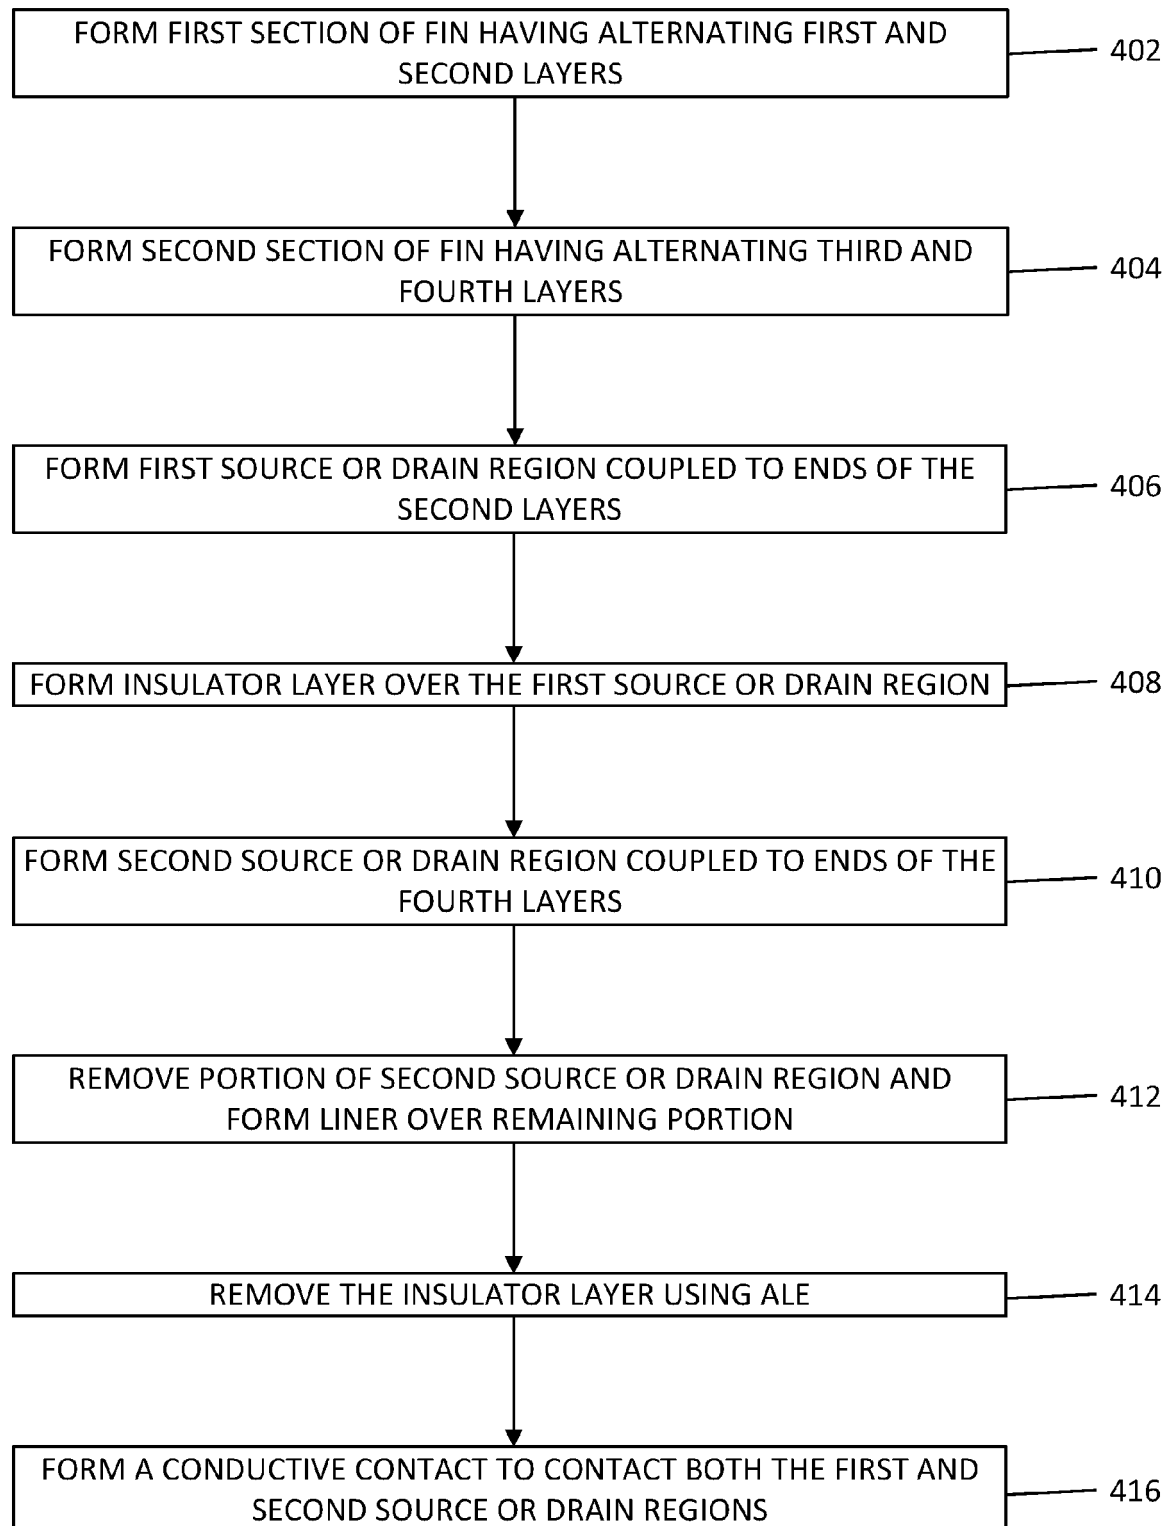 FORM FIRST SECTION OF FIN HAVING ALTERNATING FIRST AND
SECOND LAYERS
402
FORM SECOND SECTION OF FIN HAVING ALTERNATING THIRD AND
FOURTH LAYERS
404
FORM FIRST SOURCE OR DRAIN REGION COUPLED TO ENDS OF THE
SECOND LAYERS
406
FORM INSULATOR LAYER OVER THE FIRST SOURCE OR DRAIN REGION
408
FORM SECOND SOURCE OR DRAIN REGION COUPLED TO ENDS OF THE
FOURTH LAYERS
410
REMOVE PORTION OF SECOND SOURCE OR DRAIN REGION AND
FORM LINER OVER REMAINING PORTION
412
REMOVE THE INSULATOR LAYER USING ALE
414
FORM A CONDUCTIVE CONTACT TO CONTACT BOTH THE FIRST AND
SECOND SOURCE OR DRAIN REGIONS
416